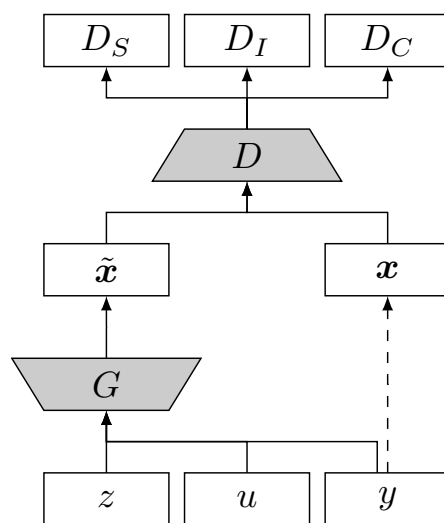 D_S D_I D_C
D
x̃ x
G
z u y